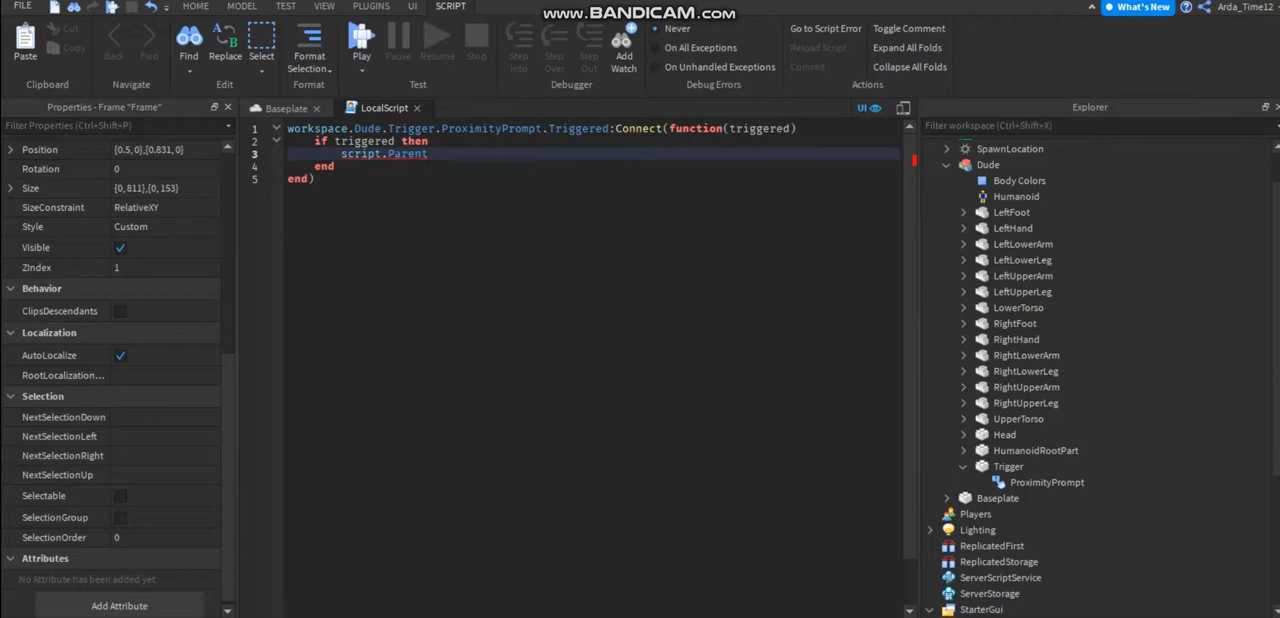 FILE HOME MODEL TEST VIEW PLUGINS UI SCRIPT
www.BANDICAM.com
What's New
Arda_Time12
Paste
Cut
Copy
Back
Fwd
Find
Replace
Select
Format
Selection
Play
Pause
Resume
Stop
Step
Into
Step
Over
Step
Out
Add
Watch
Never
On All Exceptions
On Unhandled Exceptions
Go to Script Error
Reload Script
Commit
Toggle Comment
Expand All Folds
Collapse All Folds
Clipboard
Navigate
Edit
Format
Test
Debugger
Debug Errors
Actions
Properties - Frame "Frame"
Filter Properties (Ctrl+Shift+P)
Position {0.5, 0},{0.831, 0}
Rotation 0
Size {0, 811},{0, 153}
SizeConstraint RelativeXY
Style Custom
Visible
ZIndex 1
Behavior
ClipsDescendants
Localization
AutoLocalize
RootLocalization...
Selection
NextSelectionDown
NextSelectionLeft
NextSelectionRight
NextSelectionUp
Selectable
SelectionGroup
SelectionOrder 0
Attributes
No Attribute has been added yet
Add Attribute
Baseplate
LocalScript
UI
1 workspace.Dude.Trigger.ProximityPrompt.Triggered:Connect(function(triggered)
2 if triggered then
3 script.Parent
4 end
5 end)
Explorer
Filter workspace (Ctrl+Shift+X)
SpawnLocation
Dude
Body Colors
Humanoid
LeftFoot
LeftHand
LeftLowerArm
LeftLowerLeg
LeftUpperArm
LeftUpperLeg
LowerTorso
RightFoot
RightHand
RightLowerArm
RightLowerLeg
RightUpperArm
RightUpperLeg
UpperTorso
Head
HumanoidRootPart
Trigger
ProximityPrompt
Baseplate
Players
Lighting
ReplicatedFirst
ReplicatedStorage
ServerScriptService
ServerStorage
StarterGui